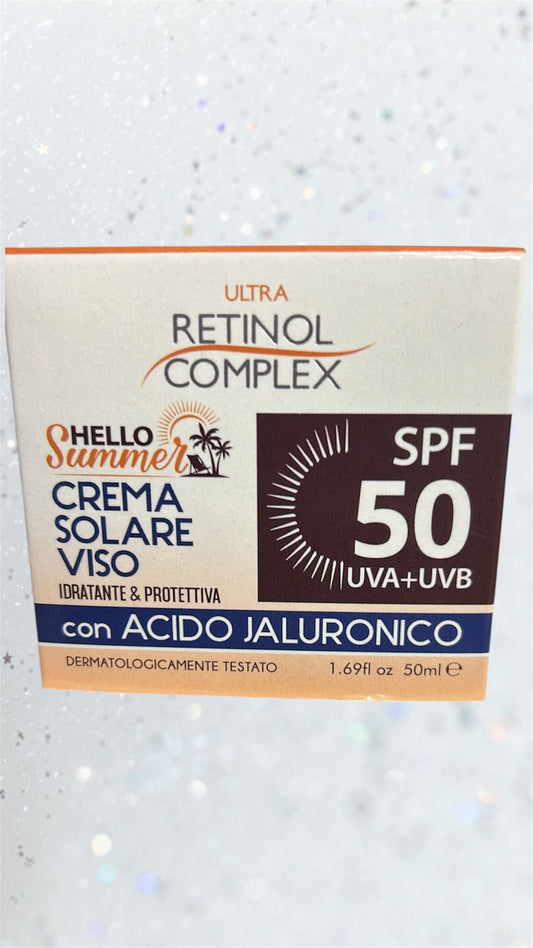 ULTRA
RETINOL
COMPLEX
HELLO
Summer
CREMA
SOLARE
VISO
IDRATANTE & PROTETTIVA
SPF
50
UVA+UVB
con ACIDO JALURONICO
DERMATOLOGICAMENTE TESTATO
1.69fl oz 50ml ℮